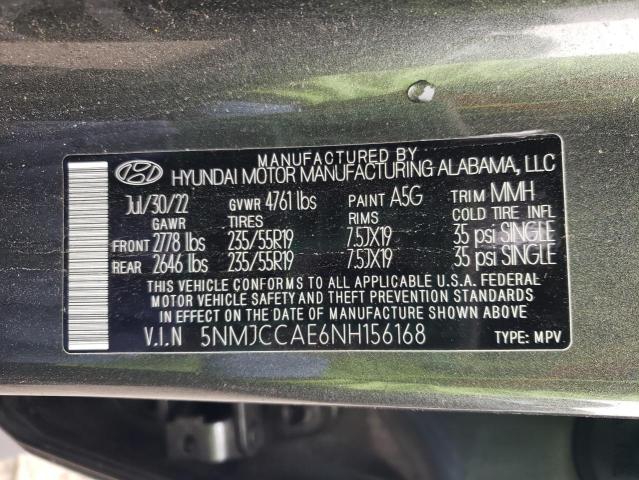 MANUFACTURED BY
HYUNDAI MOTOR MANUFACTURING ALABAMA, LLC
Jul/30/22 GVWR 4761 lbs PAINT A5G TRIM MMH
GAWR TIRES RIMS COLD TIRE INFL
FRONT 2778 lbs 235/55R19 7.5JX19 35 psi SINGLE
REAR 2646 lbs 235/55R19 7.5JX19 35 psi SINGLE
THIS VEHICLE CONFORMS TO ALL APPLICABLE U.S.A. FEDERAL
MOTOR VEHICLE SAFETY AND THEFT PREVENTION STANDARDS
IN EFFECT ON THE DATE OF MANUFACTURE SHOWN ABOVE
V.I.N 5NMJCCAE6NH156168 TYPE: MPV